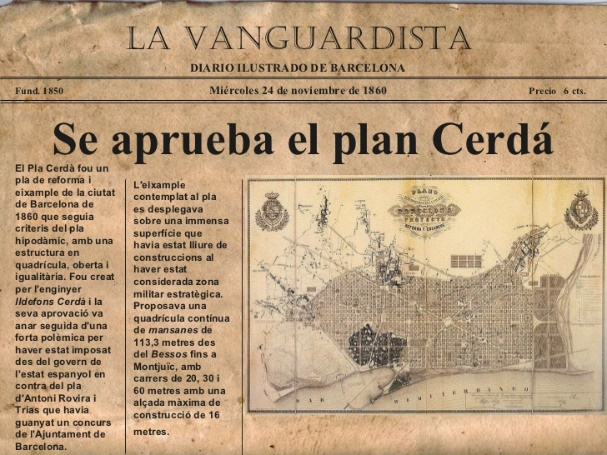 LA VANGUARDISTA
DIARIO ILUSTRADO DE BARCELONA
Fund. 1850
Miércoles 24 de noviembre de 1860
Precio 6 cts.
Se aprueba el plan Cerdá
El Pla Cerdà fou un
pla de reforma i
eixample de la ciutat
de Barcelona de
1860 que seguia
criteris del pla
hipodàmic, amb una
estructura en
quadrícula, oberta i
igualitària. Fou creat
per l'enginyer
Ildefons Cerdà i la
seva aprovació va
anar seguida d'una
forta polèmica per
haver estat imposat
des del govern de
l'estat espanyol en
contra del pla
d'Antoni Rovira i
Trias que havia
guanyat un concurs
de l'Ajuntament de
Barcelona.
L'eixample
contemplat al pla
es desplegava
sobre una immensa
superfície que
havia estat lliure de
construccions al
haver estat
considerada zona
militar estratègica.
Proposava una
quadrícula contínua
de mansanes de
113,3 metres des
del Bessos fins a
Montjuïc, amb
carrers de 20, 30 i
60 metres amb una
alçada màxima de
construcció de 16
metres.
PLANO
BARCELONA
MAR MEDITERRANEO